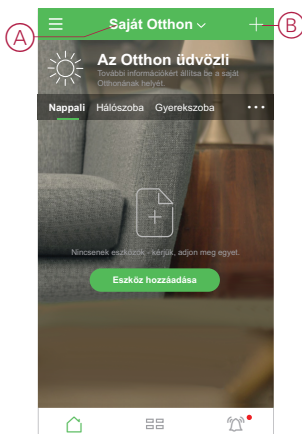 A
Saját Otthon
B
Az Otthon üdvözli
További információkért állítsa be a saját
Otthonának helyét.
Nappali Hálószoba Gyerekszoba ...
Nincsenek eszközök - kérjük, adjon meg egyet.
Eszköz hozzáadása